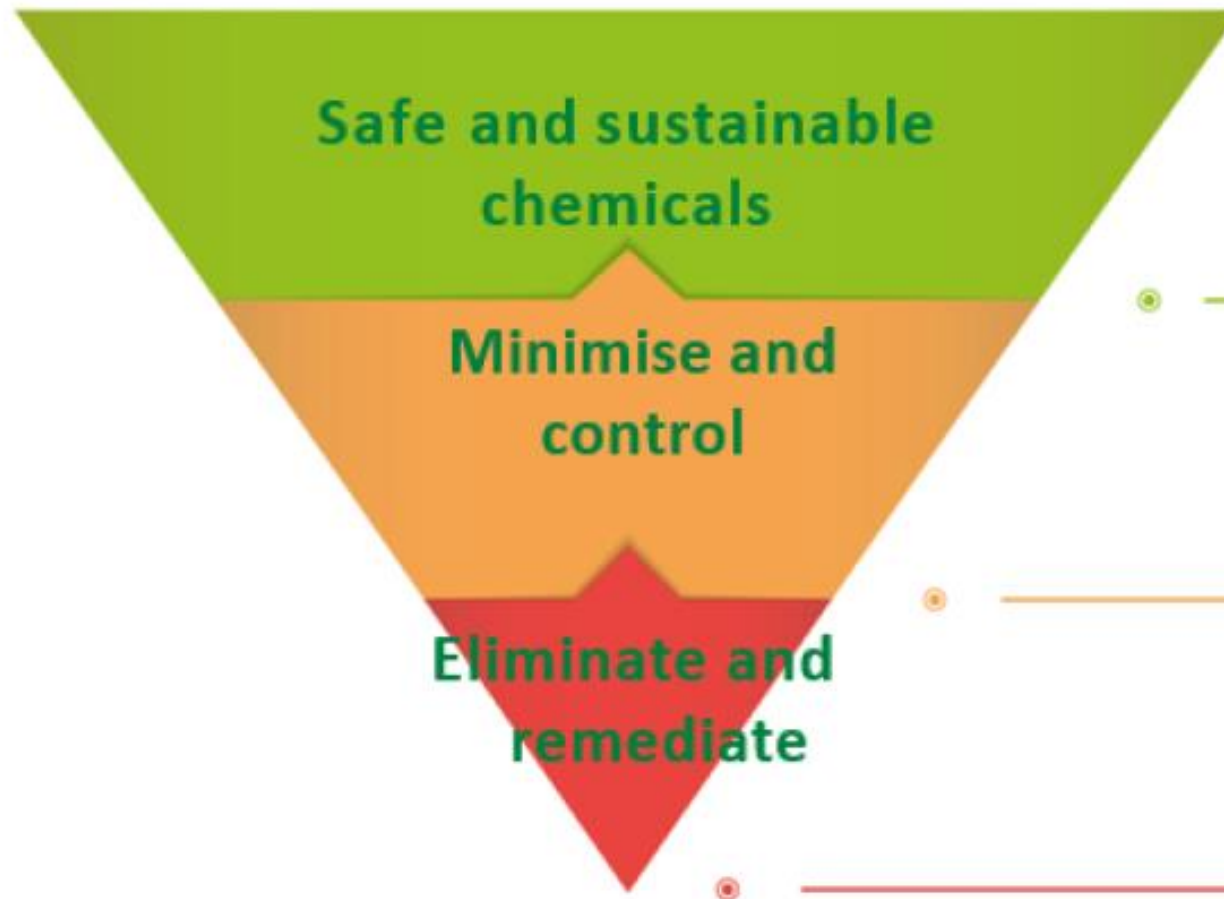 Safe and sustainable
chemicals
Minimise and
control
Eliminate and
remediate